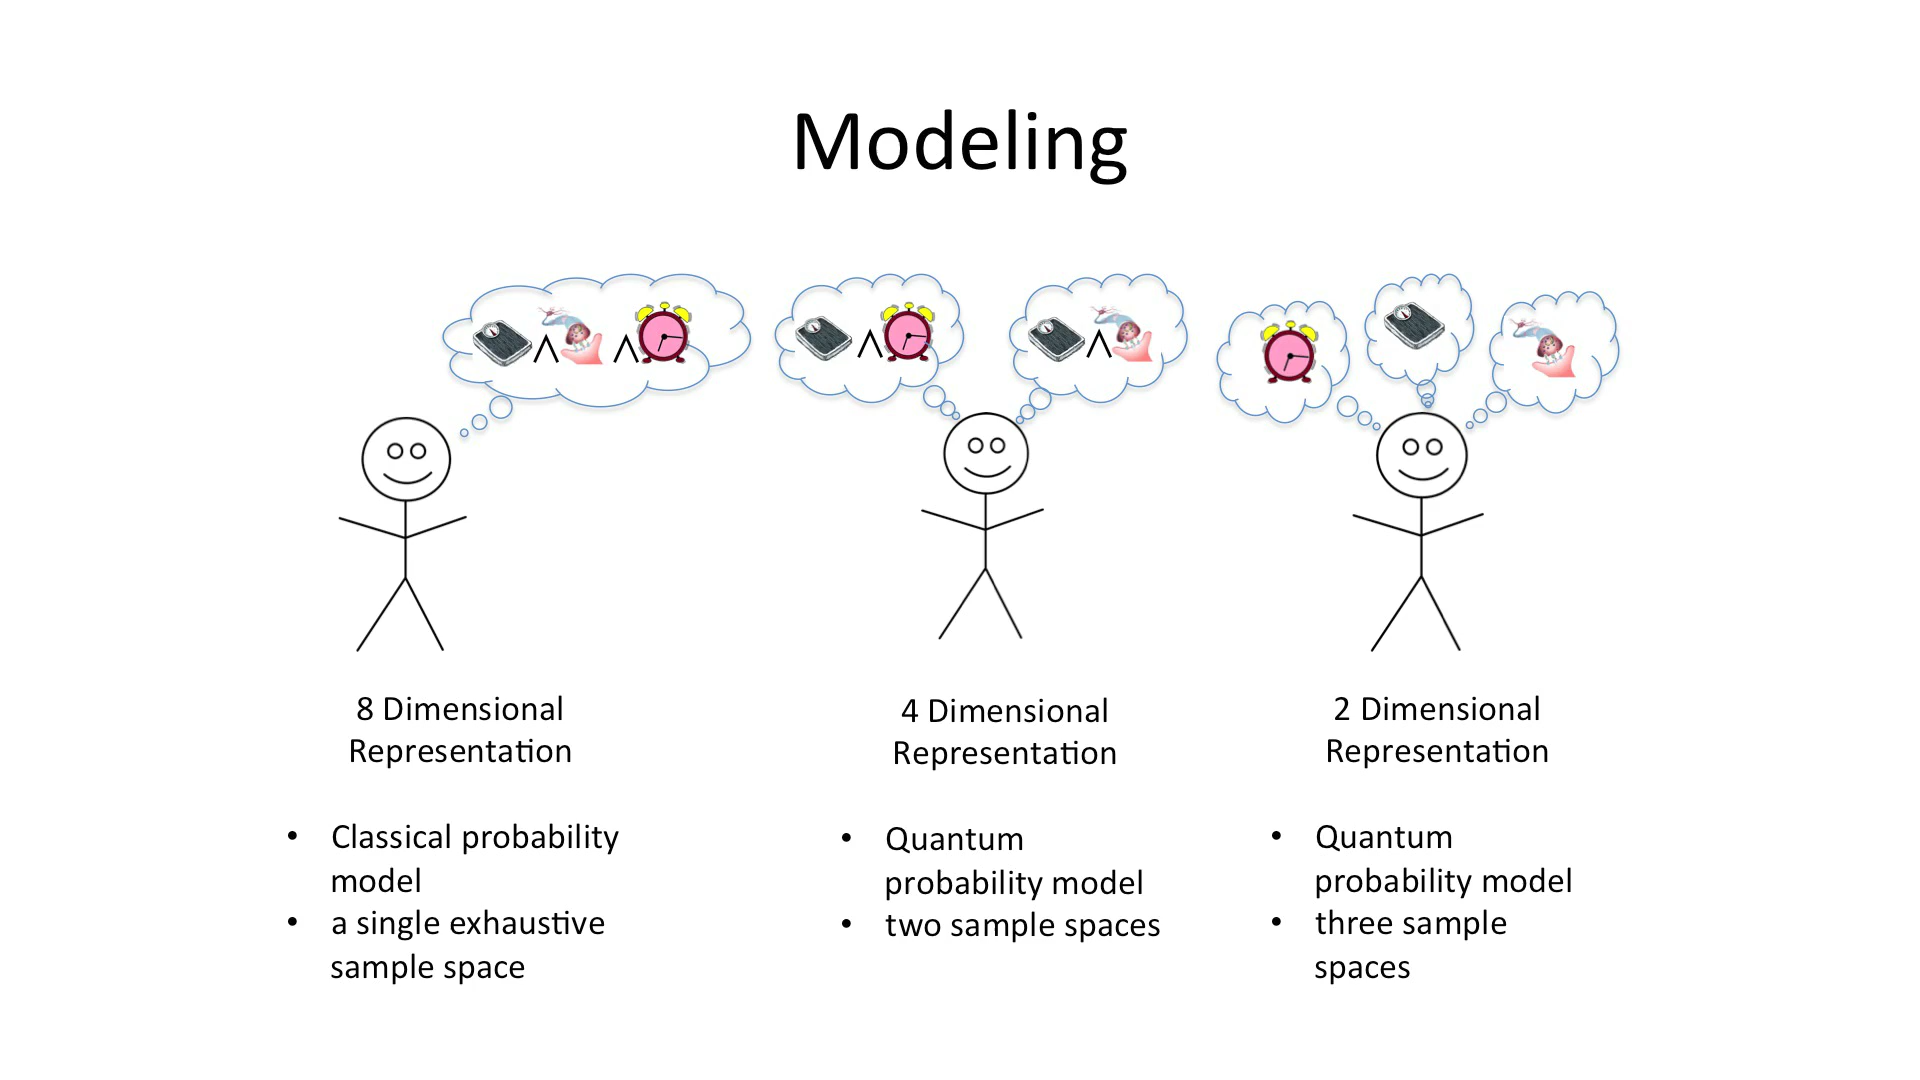 Modeling
∧ ∧
∧
∧
8 Dimensional
Representation
• Classical probability
model
• a single exhaustive
sample space
4 Dimensional
Representation
• Quantum
probability model
• two sample spaces
2 Dimensional
Representation
• Quantum
probability model
• three sample
spaces